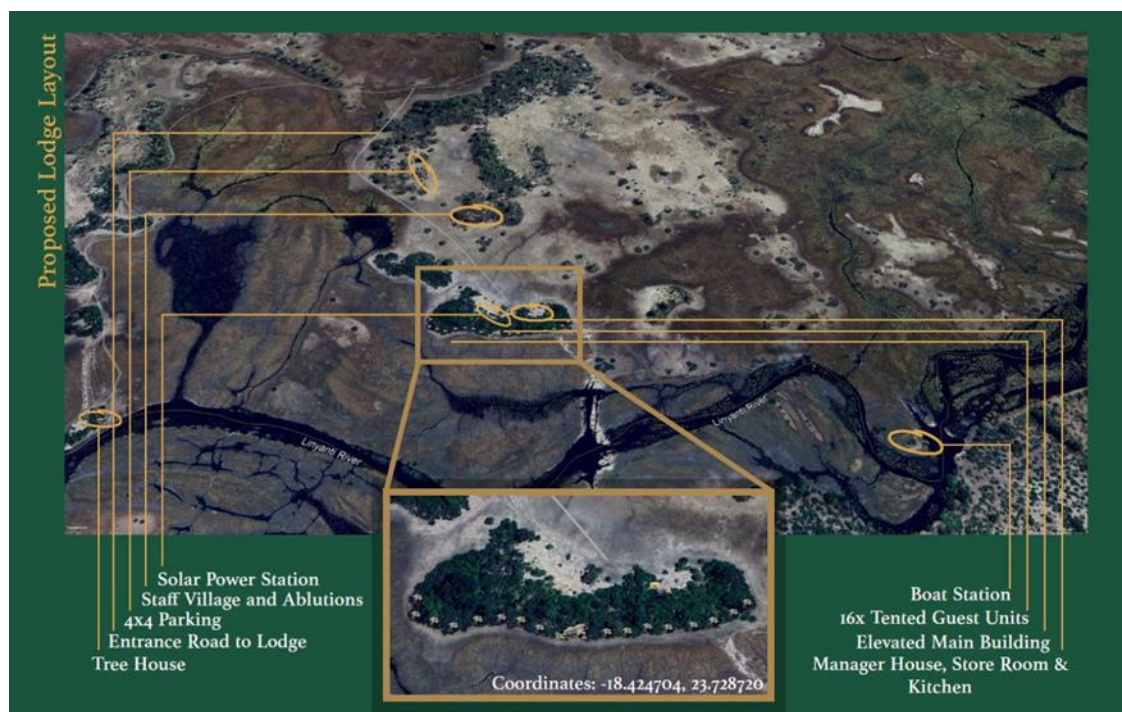 Proposed Lodge Layout
Linyanti River
Linyanti River
Solar Power Station
Staff Village and Ablutions
4x4 Parking
Entrance Road to Lodge
Tree House
Boat Station
16x Tented Guest Units
Elevated Main Building
Manager House, Store Room &
Kitchen
Coordinates: -18.424704, 23.728720